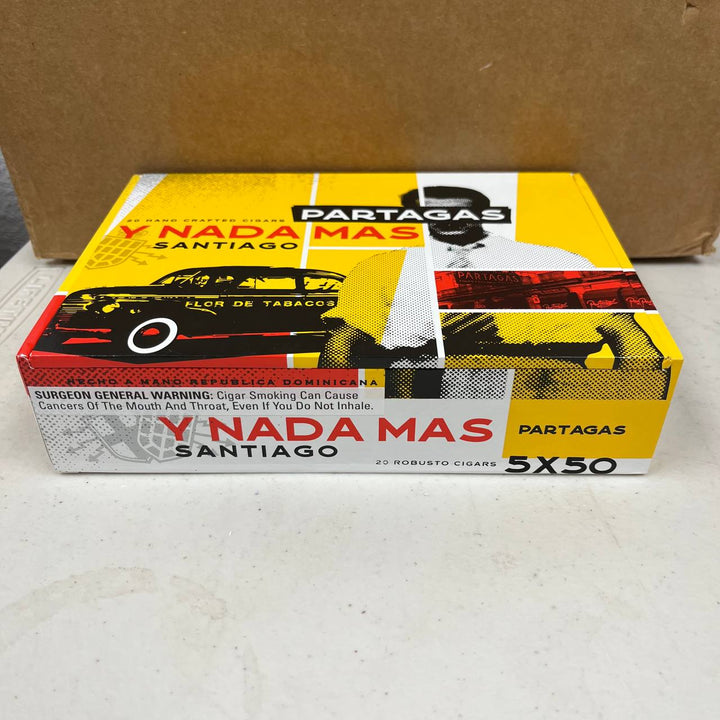 PARTAGAS
20 HAND CRAFTED CIGARS
Y NADA MAS
SANTIAGO
PARTAGAS
FLOR DE TABACOS
HECHO A MANO REPÚBLICA DOMINICANA
SURGEON GENERAL WARNING: Cigar Smoking Can Cause
Cancers Of The Mouth And Throat, Even If You Do Not Inhale.
Y NADA MAS
SANTIAGO
PARTAGAS
20 ROBUSTO CIGARS
5X50